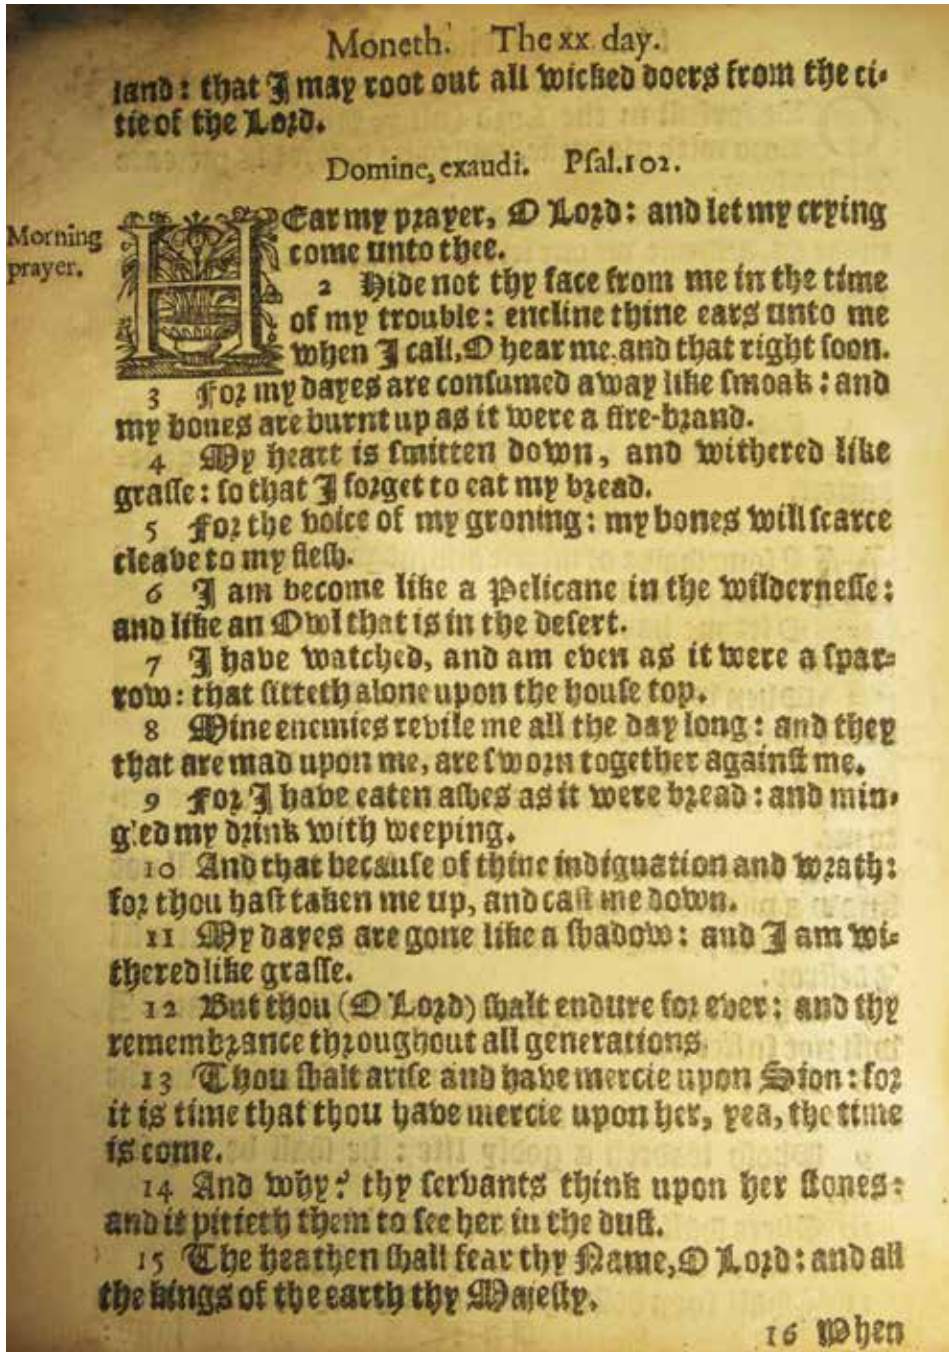 Moneth. The xx day.
land: that I may root out all wicked doers from the ci-
tie of the Lord.
Domine, exaudi. Psal.102.
Morning
prayer.
HEar my prayer, O Lord: and let my crying
come unto thee.
2 Hide not thy face from me in the time
of my trouble: encline thine ears unto me
when I call, O hear me, and that right soon.
3 For my dayes are consumed away like smoak: and
my bones are burnt up as it were a fire-brand.
4 My heart is smitten down, and withered like
grasse: so that I forget to eat my bread.
5 For the voice of my groning: my bones will scarce
cleave to my flesh.
6 I am become like a Pelicane in the wildernesse:
and like an Owl that is in the desert.
7 I have watched, and am even as it were a spar-
row: that sitteth alone upon the house top.
8 Mine enemies revile me all the day long: and they
that are mad upon me, are sworn together against me.
9 For I have eaten ashes as it were bread: and min-
gled my drink with weeping.
10 And that because of thine indignation and wrath:
for thou hast taken me up, and cast me down.
11 My dayes are gone like a shadow: and I am wi-
thered like grasse.
12 But thou (O Lord) shalt endure for ever: and thy
remembrance throughout all generations.
13 Thou shalt arise and have mercie upon Sion: for
it is time that thou have mercie upon her, yea, the time
is come.
14 And why? thy servants think upon her stones:
and it pitieth them to see her in the dust.
15 The heathen shall fear thy Name, O Lord: and all
the kings of the earth thy Majesty.
16 When